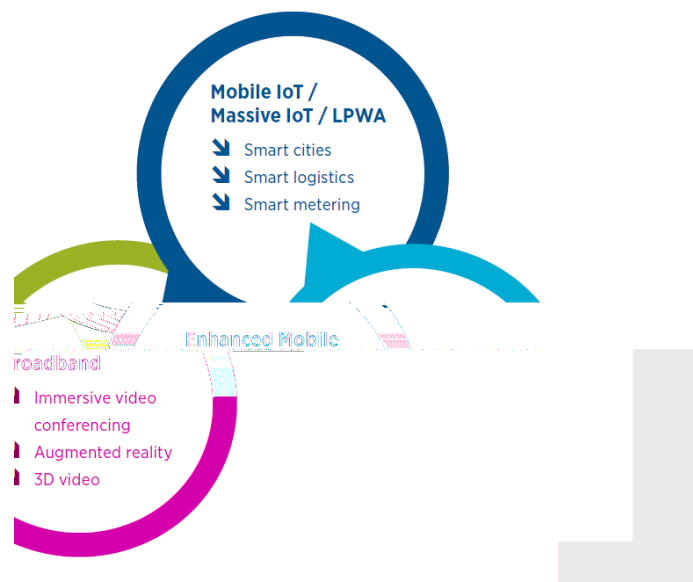 Mobile IoT /
Massive IoT / LPWA
Smart cities
Smart logistics
Smart metering
Enhanced Mobile
roadband
Immersive video
conferencing
Augmented reality
3D video